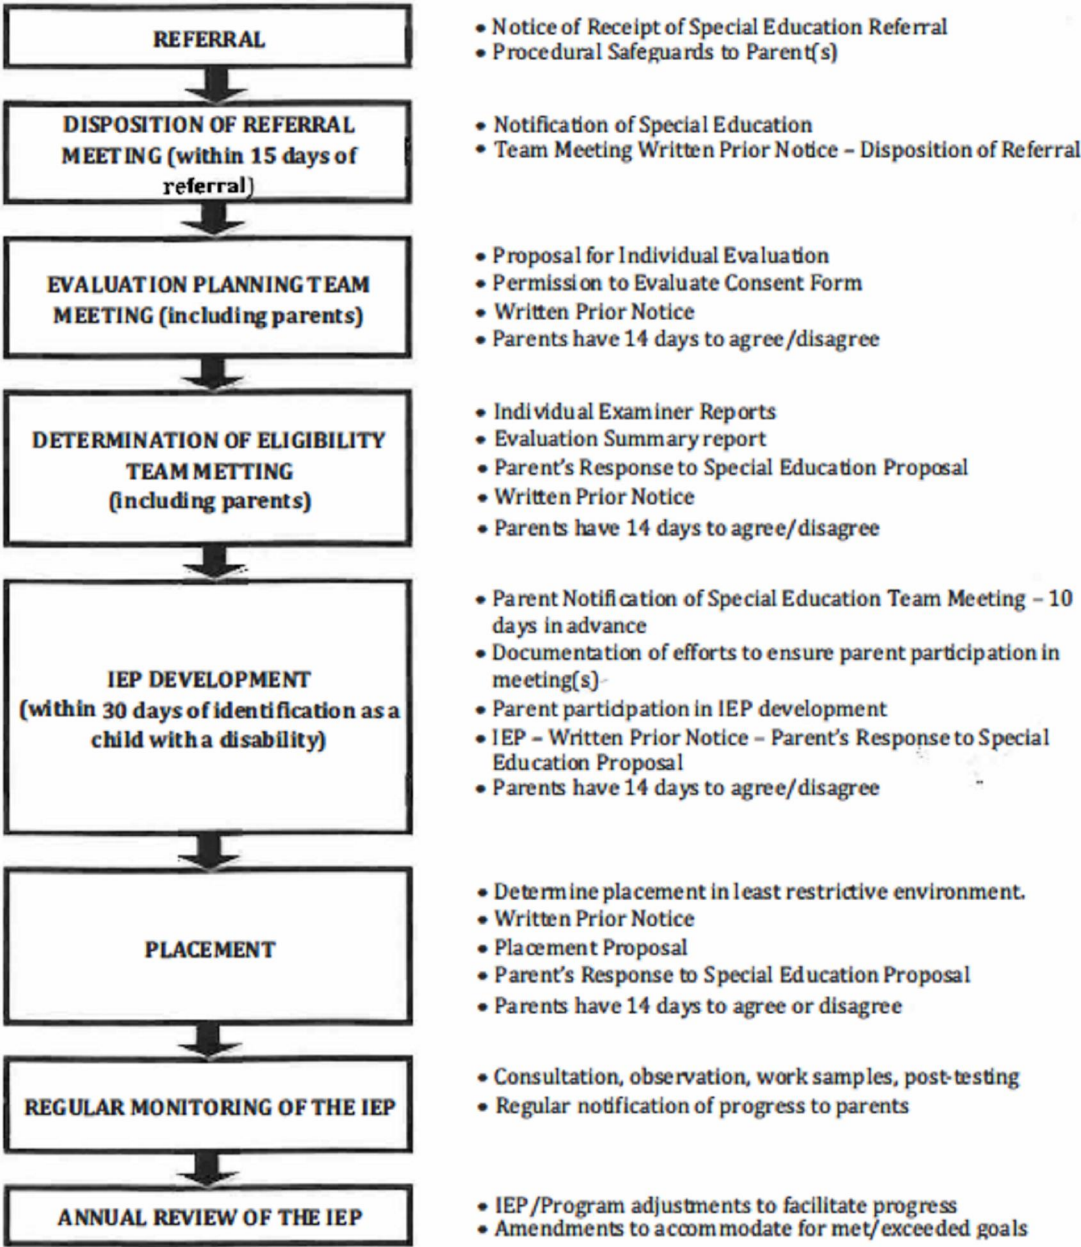 REFERRAL
• Notice of Receipt of Special Education Referral
• Procedural Safeguards to Parent(s)
DISPOSITION OF REFERRAL
MEETING (within 15 days of
referral)
• Notification of Special Education
• Team Meeting Written Prior Notice – Disposition of Referral
EVALUATION PLANNING TEAM
MEETING (including parents)
• Proposal for Individual Evaluation
• Permission to Evaluate Consent Form
• Written Prior Notice
• Parents have 14 days to agree/disagree
DETERMINATION OF ELIGIBILITY
TEAM METTING
(including parents)
• Individual Examiner Reports
• Evaluation Summary report
• Parent's Response to Special Education Proposal
• Written Prior Notice
• Parents have 14 days to agree/disagree
IEP DEVELOPMENT
(within 30 days of identification as a
child with a disability)
• Parent Notification of Special Education Team Meeting – 10
days in advance
• Documentation of efforts to ensure parent participation in
meeting(s)
• Parent participation in IEP development
• IEP – Written Prior Notice – Parent's Response to Special
Education Proposal
• Parents have 14 days to agree/disagree
PLACEMENT
• Determine placement in least restrictive environment.
• Written Prior Notice
• Placement Proposal
• Parent's Response to Special Education Proposal
• Parents have 14 days to agree or disagree
REGULAR MONITORING OF THE IEP
• Consultation, observation, work samples, post-testing
• Regular notification of progress to parents
ANNUAL REVIEW OF THE IEP
• IEP/Program adjustments to facilitate progress
• Amendments to accommodate for met/exceeded goals